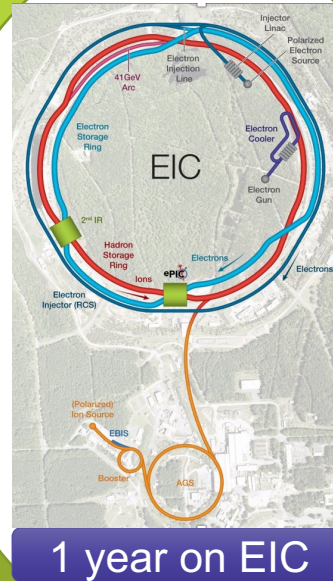 Injector
Linac
Polarized
Electron
Source
Electron
Injection
Line
41GeV
Arc
Electron
Storage
Ring
Electron
Cooler
EIC
Electron
Gun
2nd IR
Hadron
Storage
Ring
ePIC
Electrons
Ions
Electrons
Electron
Injector (RCS)
(Polarized)
Ion Source
EBIS
Booster
AGS
1 year on EIC